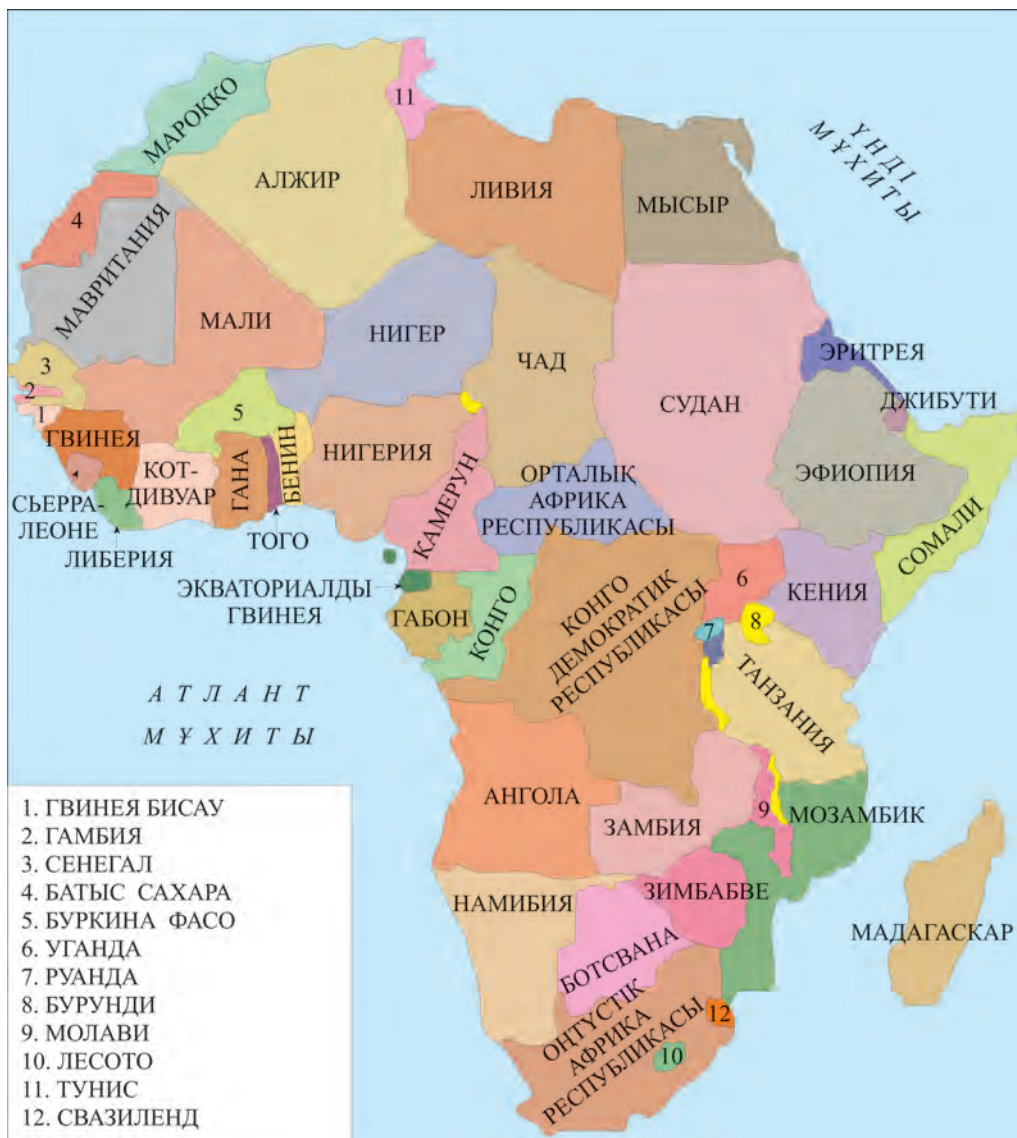 МАРОККО
11
АЛЖИР
ЛИВИЯ
МЫСЫР
ҮНДІ
МҰХИТЫ
4
МАВРИТАНИЯ
МАЛИ
НИГЕР
ЧАД
СУДАН
ЭРИТРЕЯ
ДЖИБУТИ
3
2
1
5
ГВИНЕЯ
КОТ-
ДИВУАР
ГАНА
БЕНИН
НИГЕРИЯ
КАМЕРУН
ОРТАЛЫҚ
АФРИКА
РЕСПУБЛИКАСЫ
ЭФИОПИЯ
СОМАЛИ
СЬЕРРА-
ЛЕОНЕ
ЛИБЕРИЯ
ТОГО
ЭКВАТОРИАЛДЫ
ГВИНЕЯ
ГАБОН
КОНГО
КОНГО
ДЕМОКРАТИК
РЕСПУБЛИКАСЫ
6
КЕНИЯ
7
8
ТАНЗАНИЯ
АТЛАНТ
МҰХИТЫ
АНГОЛА
ЗАМБИЯ
9
МОЗАМБИК
НАМИБИЯ
ЗИМБАБВЕ
БОТСВАНА
МАДАГАСКАР
ОҢТҮСТІК
АФРИКА
РЕСПУБЛИКАСЫ
12
10
1. ГВИНЕЯ БИСАУ
2. ГАМБИЯ
3. СЕНЕГАЛ
4. БАТЫС САХАРА
5. БУРКИНА ФАСО
6. УГАНДА
7. РУАНДА
8. БУРУНДИ
9. МОЛАВИ
10. ЛЕСОТО
11. ТУНИС
12. СВАЗИЛЕНД